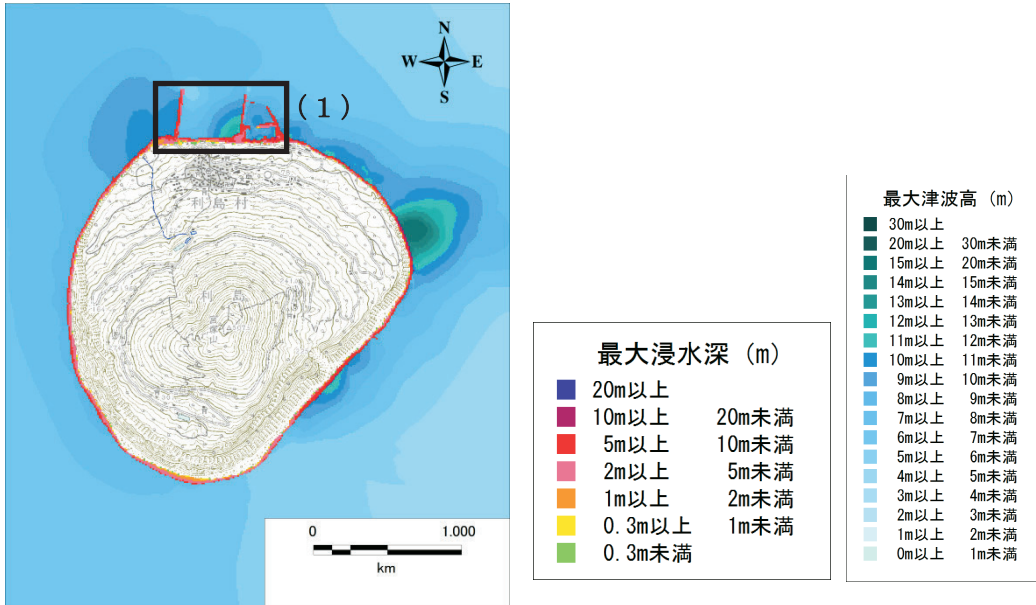 N
W E
S
(1)
利島村
利島
宮塚山
0 1.000
km
最大浸水深 (m)
20m以上
10m以上 20m未満
5m以上 10m未満
2m以上 5m未満
1m以上 2m未満
0.3m以上 1m未満
0.3m未満
最大津波高 (m)
30m以上
20m以上 30m未満
15m以上 20m未満
14m以上 15m未満
13m以上 14m未満
12m以上 13m未満
11m以上 12m未満
10m以上 11m未満
9m以上 10m未満
8m以上 9m未満
7m以上 8m未満
6m以上 7m未満
5m以上 6m未満
4m以上 5m未満
3m以上 4m未満
2m以上 3m未満
1m以上 2m未満
0m以上 1m未満